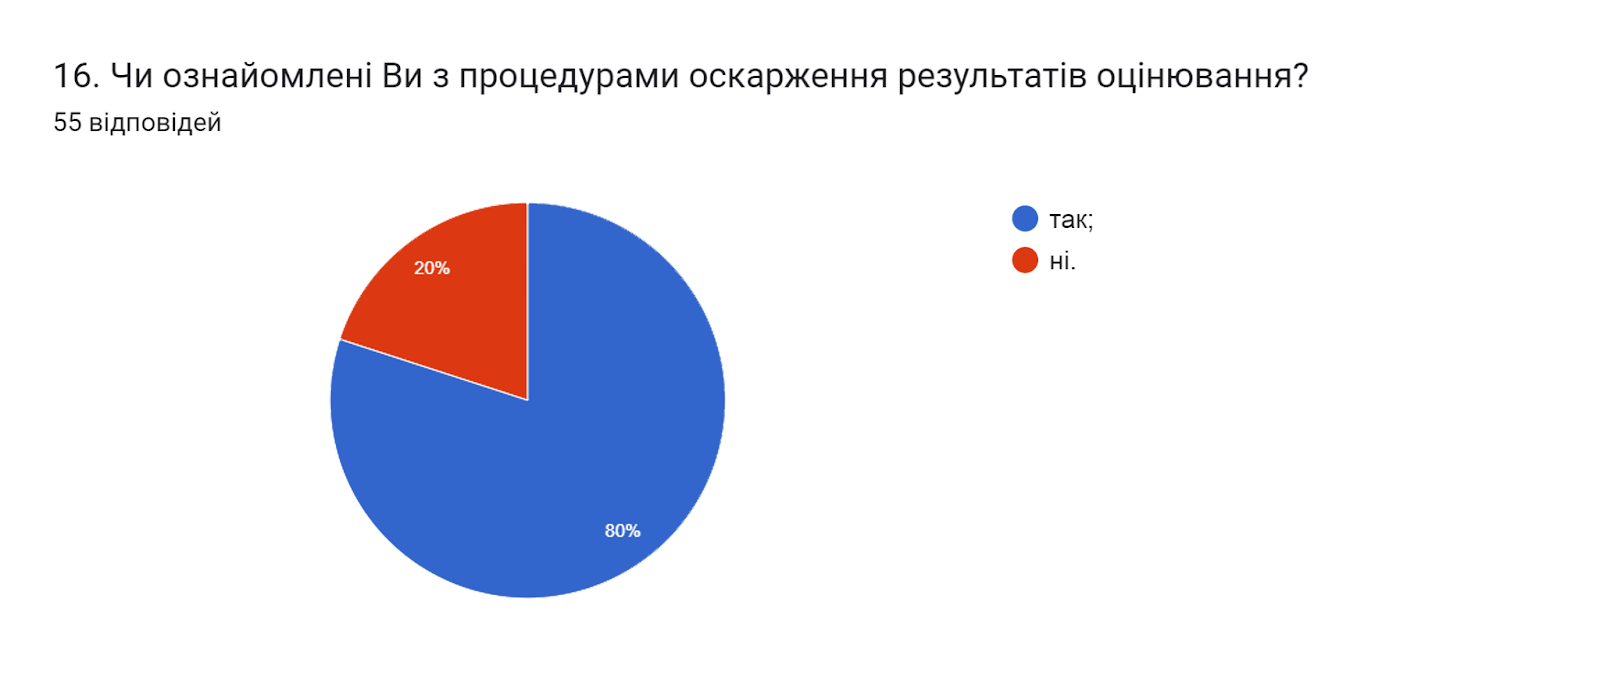 16. Чи ознайомлені Ви з процедурами оскарження результатів оцінювання?
55 відповідей
так;
ні.
20%
80%